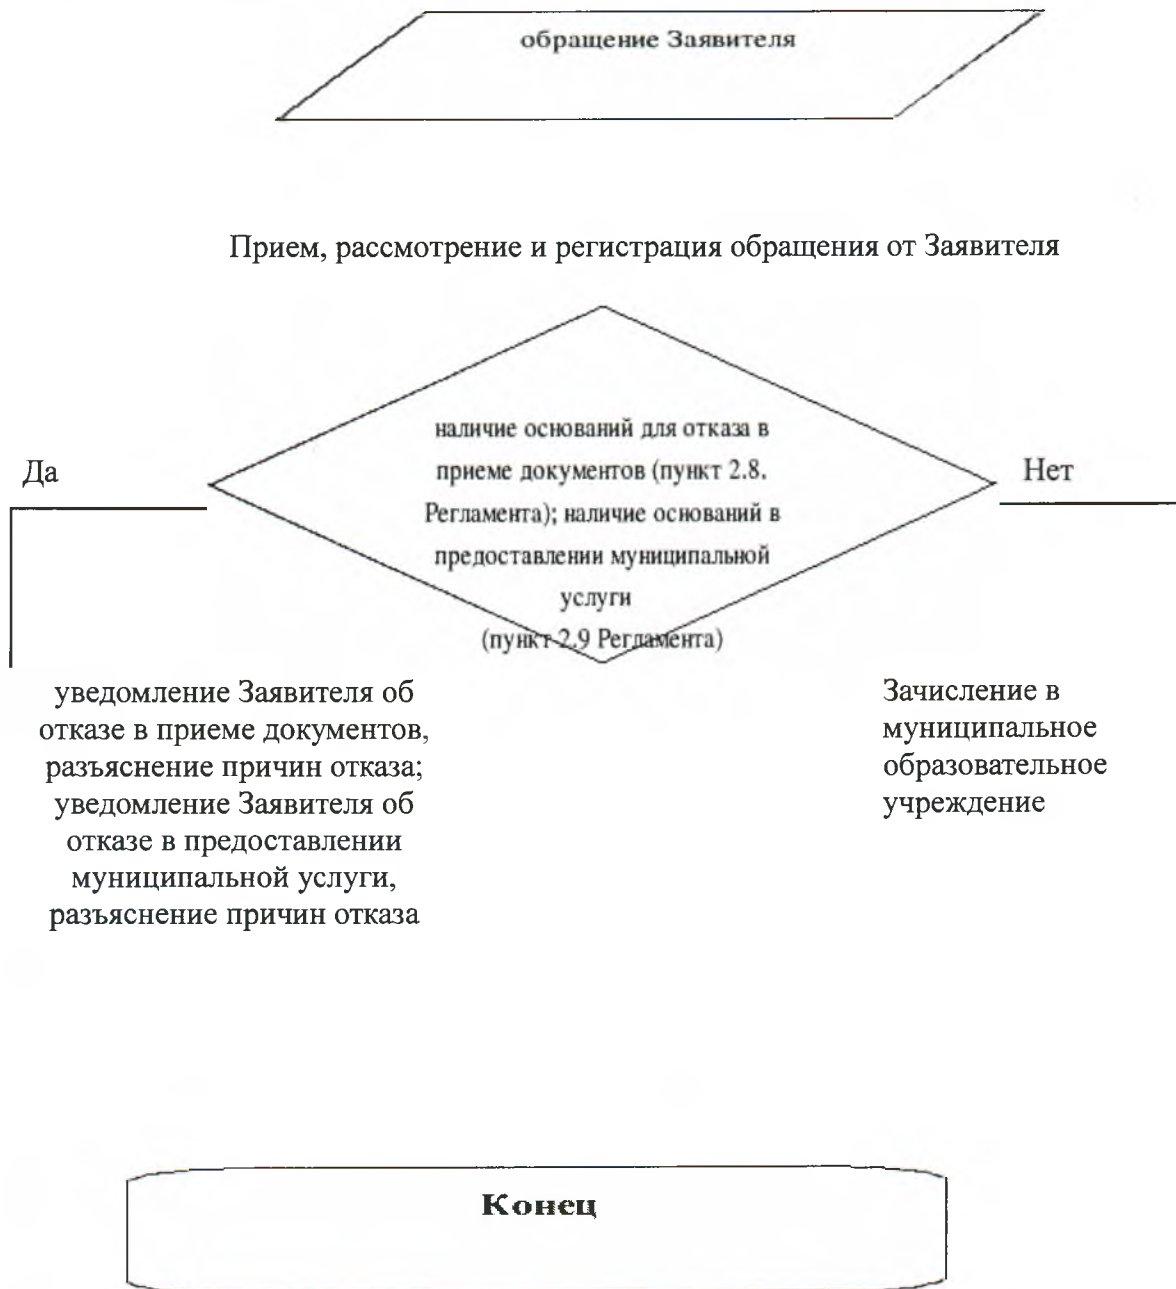 обращение Заявителя
Прием, рассмотрение и регистрация обращения от Заявителя
наличие оснований для отказа в
приеме документов (пункт 2.8.
Регламента); наличие оснований в
предоставлении муниципальной
услуги
(пункт 2.9 Регламента)
Да
Нет
уведомление Заявителя об
отказе в приеме документов,
разъяснение причин отказа;
уведомление Заявителя об
отказе в предоставлении
муниципальной услуги,
разъяснение причин отказа
Зачисление в
муниципальное
образовательное
учреждение
Конец